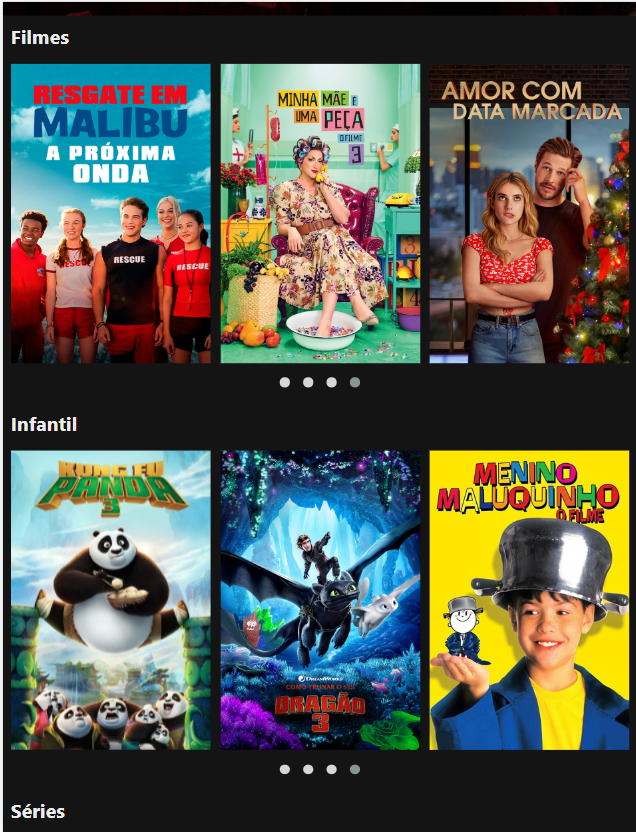 Filmes
RESGATE EM
MALIBU
A PRÓXIMA
ONDA
RESCUE
RESCUE
RESCUE
MINHA MÃE É
UMA PEÇA
O FILME
3
AMOR COM
DATA MARCADA
Infantil
KUNG FU
PANDA
3
DREAMWORKS
COMO TREINAR O SEU
DRAGÃO
3
MENINO
MALUQUINHO
O FILME
Séries